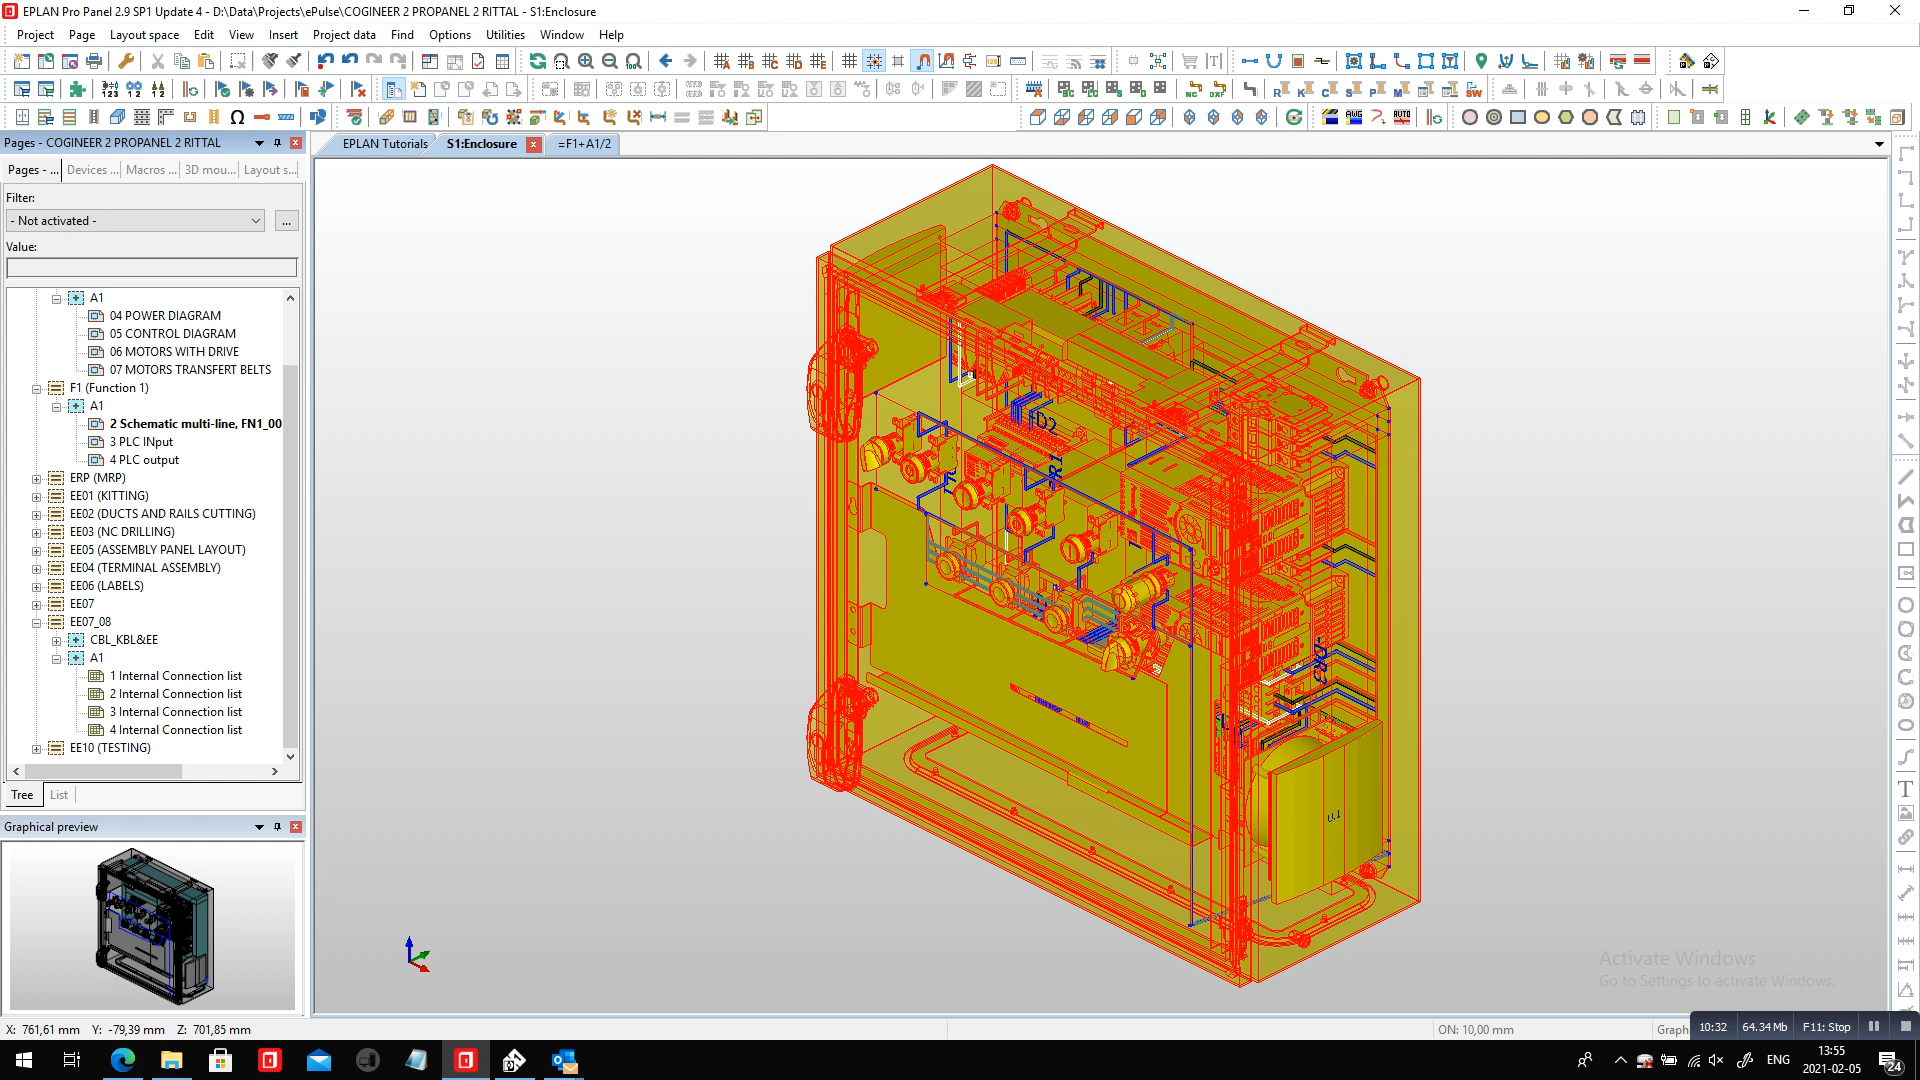 EPLAN Pro Panel 2.9 SP1 Update 4 - D:\Data\Projects\ePulse\COGINEER 2 PROPANEL 2 RITTAL - S1:Enclosure
Project Page Layout space Edit View Insert Project data Find Options Utilities Window Help
Pages - COGINEER 2 PROPANEL 2 RITTAL
EPLAN Tutorials S1:Enclosure =F1+A1/2
Pages - ... Devices ... Macros ... 3D mou... Layout s...
Filter:
- Not activated -
...
Value:
A1
04 POWER DIAGRAM
05 CONTROL DIAGRAM
06 MOTORS WITH DRIVE
07 MOTORS TRANSFERT BELTS
F1 (Function 1)
A1
2 Schematic multi-line, FN1_00
3 PLC INput
4 PLC output
ERP (MRP)
EE01 (KITTING)
EE02 (DUCTS AND RAILS CUTTING)
EE03 (NC DRILLING)
EE05 (ASSEMBLY PANEL LAYOUT)
EE04 (TERMINAL ASSEMBLY)
EE06 (LABELS)
EE07
EE07_08
CBL_KBL&EE
A1
1 Internal Connection list
2 Internal Connection list
3 Internal Connection list
4 Internal Connection list
EE10 (TESTING)
Tree List
Graphical preview
U.1
Activate Windows
Go to Settings to activate Windows.
X: 761,61 mm Y: -79,39 mm Z: 701,85 mm
ON: 10,00 mm
Graph
10:32 64.34 Mb F11: Stop
ENG
13:55
2021-02-05
24